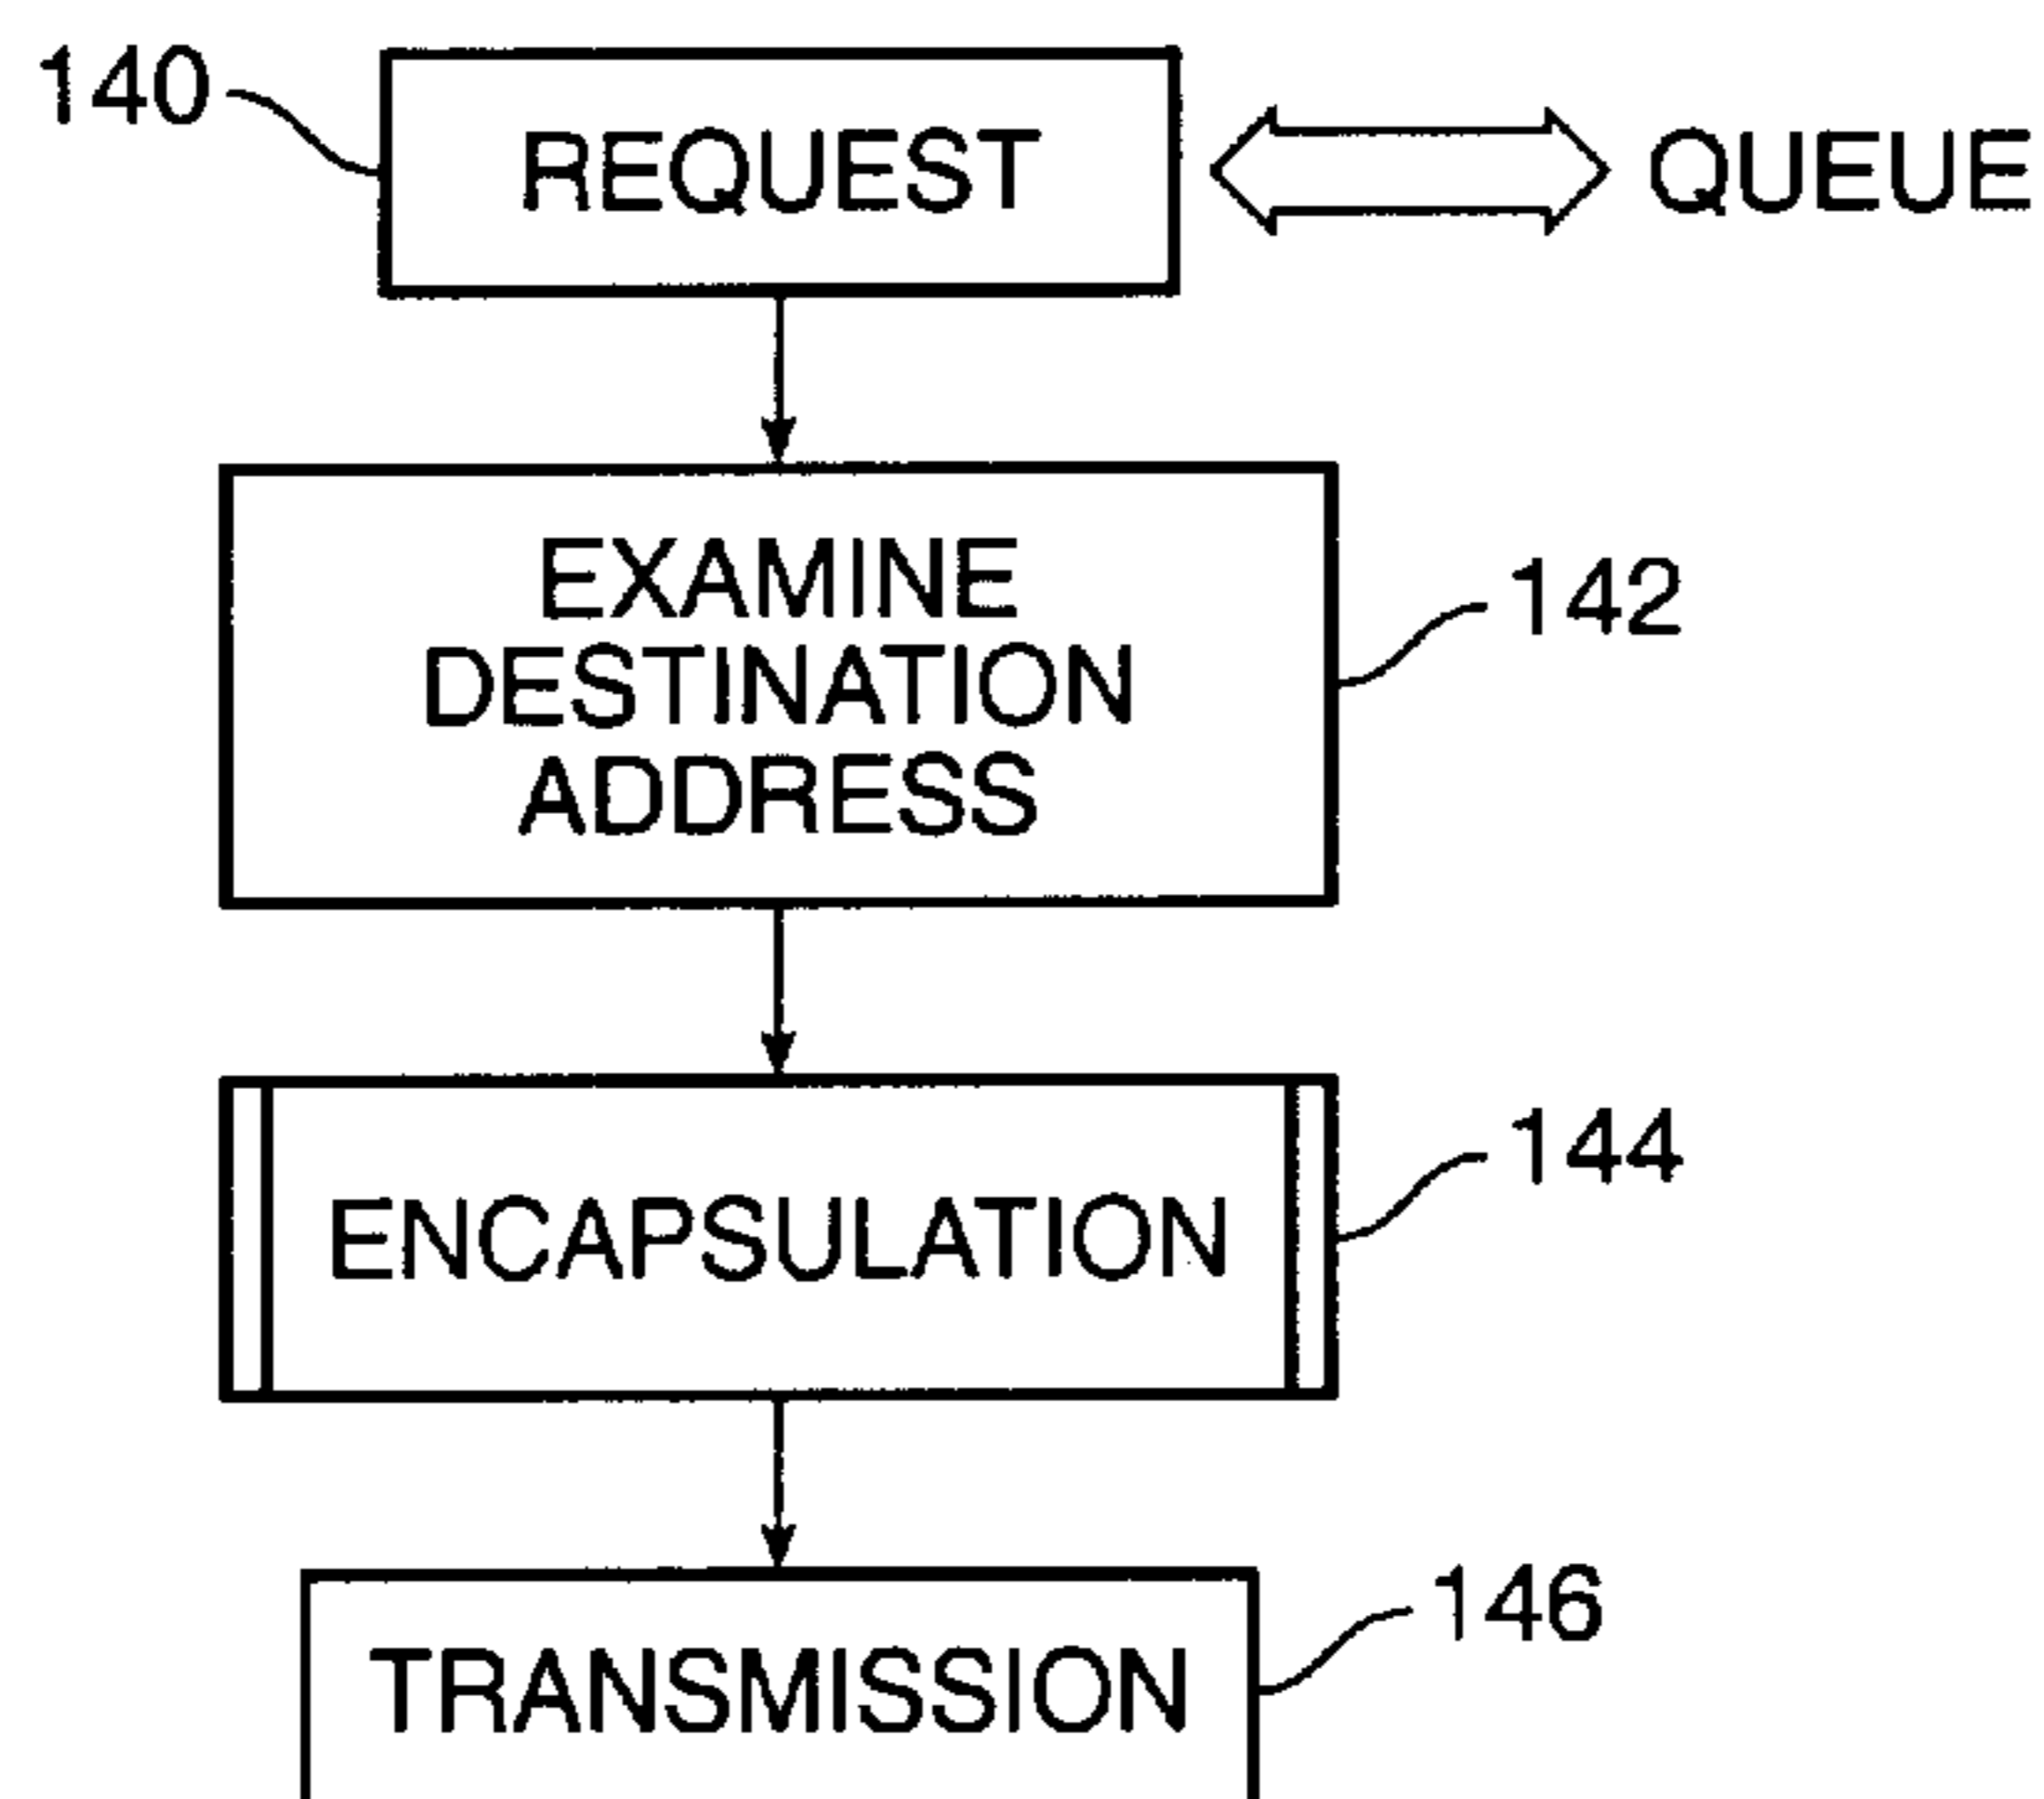 140
REQUEST
QUEUE
EXAMINE
DESTINATION
ADDRESS
142
ENCAPSULATION
144
TRANSMISSION
146